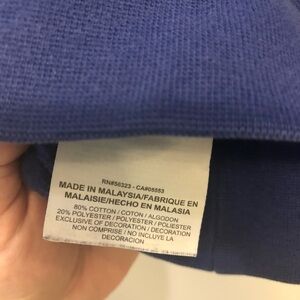 RN#56323 - CA#05553
MADE IN MALAYSIA/FABRIQUE EN
MALAISIE/HECHO EN MALASIA
80% COTTON / COTON / ALGODON
20% POLYESTER / POLYESTER / POLIESTER
EXCLUSIVE OF DECORATION / DÉCORATION
NON COMPRISE / NO INCLUYE LA
DECORACION